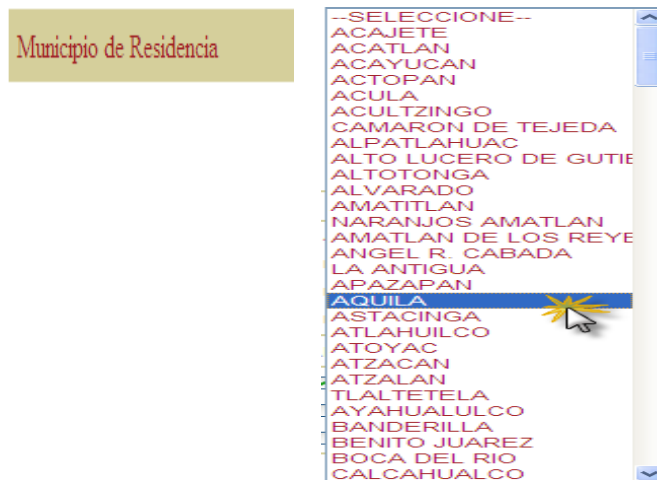 Municipio de Residencia
--SELECCIONE--
ACAJETE
ACATLAN
ACAYUCAN
ACTOPAN
ACULA
ACULTZINGO
CAMARON DE TEJEDA
ALPATLAHUAC
ALTO LUCERO DE GUTIE
ALTOTONGA
ALVARADO
AMATITLAN
NARANJOS AMATLAN
AMATLAN DE LOS REYE
ANGEL R. CABADA
LA ANTIGUA
APAZAPAN
AQUILA
ASTACINGA
ATLAHUILCO
ATOYAC
ATZACAN
ATZALAN
TLALTETELA
AYAHUALULCO
BANDERILLA
BENITO JUAREZ
BOCA DEL RIO
CALCAHUALCO